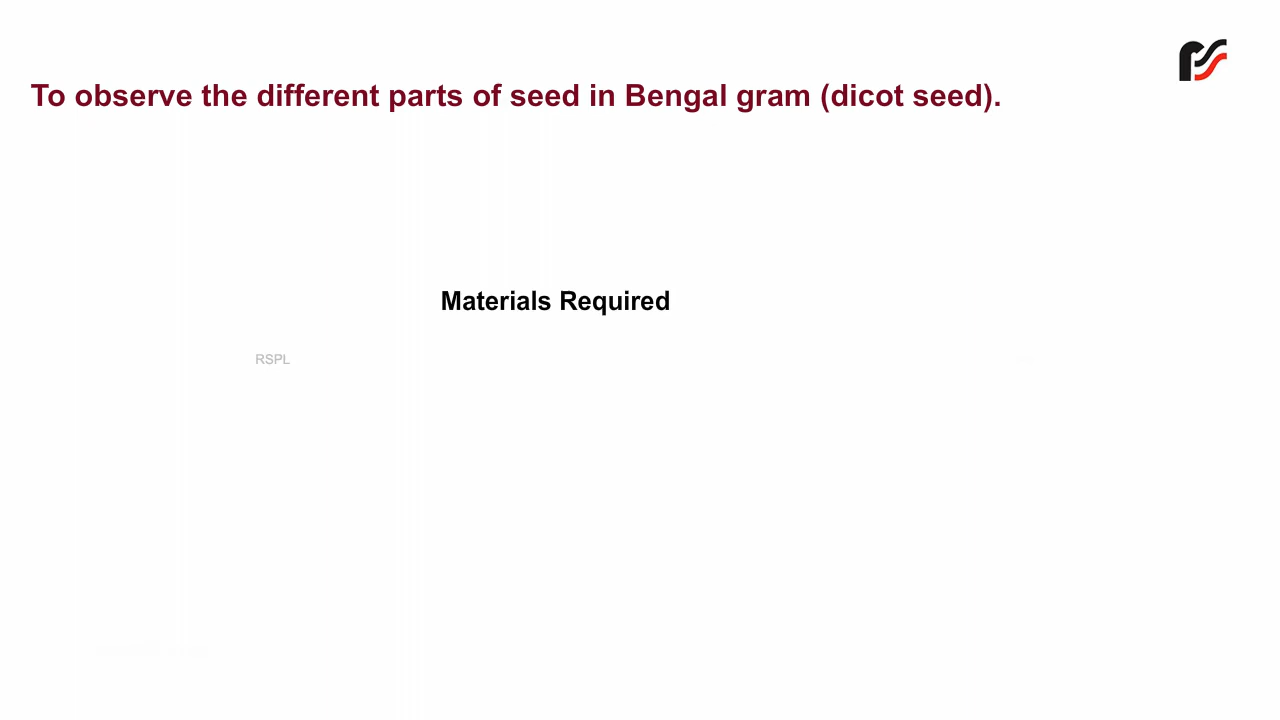 To observe the different parts of seed in Bengal gram (dicot seed).
Materials Required
RSPL